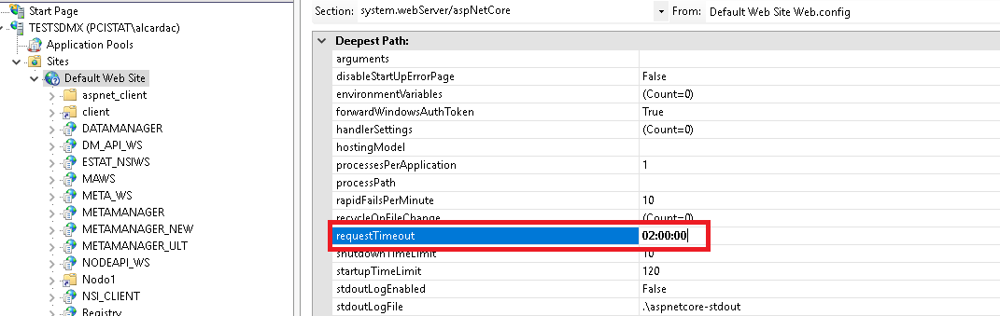 Start Page
TESTSDMX (PCISTAT\alcardac)
Application Pools
Sites
Default Web Site
aspnet_client
client
DATAMANAGER
DM_API_WS
ESTAT_NSIWS
MAWS
META_WS
METAMANAGER
METAMANAGER_NEW
METAMANAGER_ULT
NODEAPI_WS
Nodo1
NSI_CLIENT
Registry
Section: system.webServer/aspNetCore From: Default Web Site Web.config
Deepest Path:
arguments
disableStartUpErrorPage False
environmentVariables (Count=0)
forwardWindowsAuthToken True
handlerSettings (Count=0)
hostingModel
processesPerApplication 1
processPath
rapidFailsPerMinute 10
recycleOnFileChange (Count=0)
requestTimeout 02:00:00
shutdownTimeLimit 10
startupTimeLimit 120
stdoutLogEnabled False
stdoutLogFile .\aspnetcore-stdout